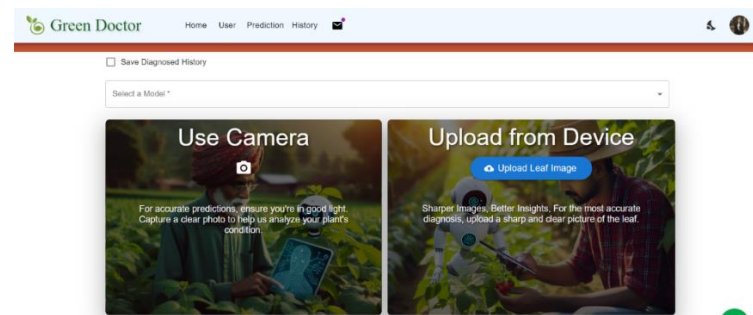 Green Doctor
Home User Prediction History
Save Diagnosed History
Select a Model *
Use Camera
For accurate predictions, ensure you're in good light.
Capture a clear photo to help us analyze your plant's
condition.
Upload from Device
Upload Leaf Image
Sharper Images, Better Insights, For the most accurate
diagnosis, upload a sharp and clear picture of the leaf.